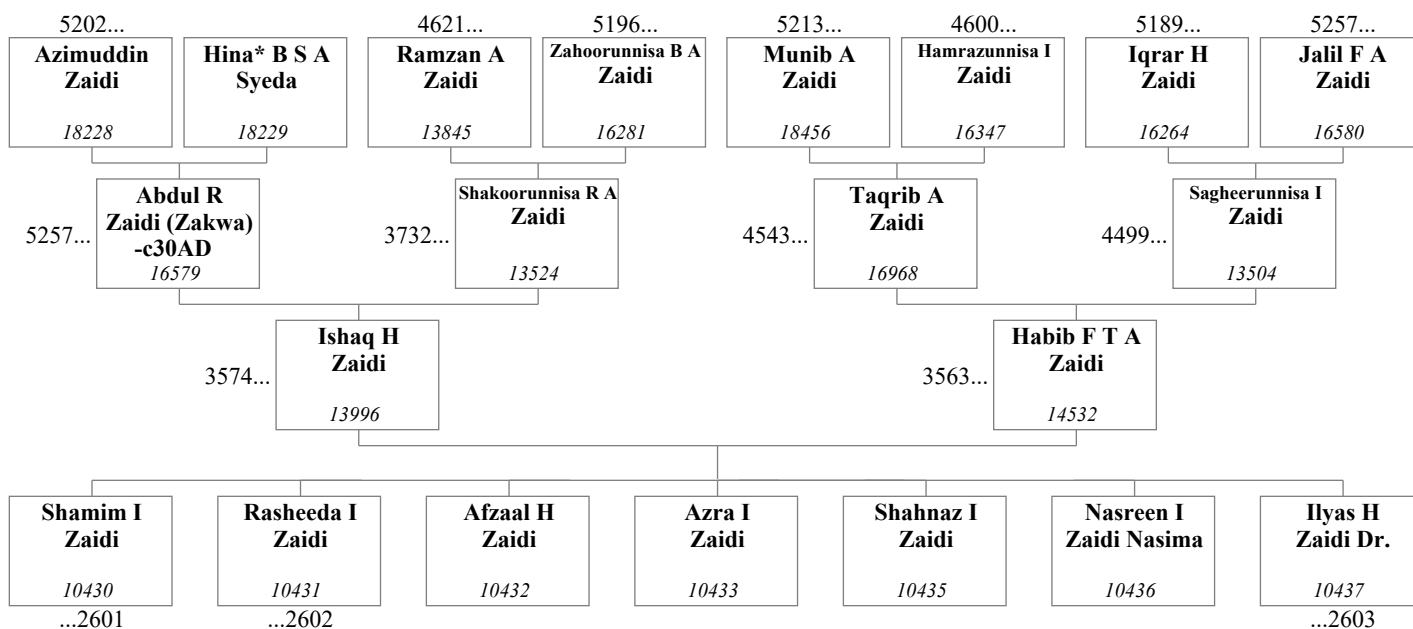 5202...
4621...
5196...
5213...
4600...
5189...
5257...
Azimuddin
Zaidi
18228
Hina* B S A
Syeda
18229
Ramzan A
Zaidi
13845
Zahoorunnisa B A
Zaidi
16281
Munib A
Zaidi
18456
Hamrazunnisa I
Zaidi
16347
Iqrar H
Zaidi
16264
Jalil F A
Zaidi
16580
5257...
Abdul R
Zaidi (Zakwa)
-c30AD
16579
3732...
Shakoorunnisa R A
Zaidi
13524
4543...
Taqrib A
Zaidi
16968
4499...
Sagheerunnisa I
Zaidi
13504
3574...
Ishaq H
Zaidi
13996
3563...
Habib F T A
Zaidi
14532
Shamim I
Zaidi
10430
...2601
Rasheeda I
Zaidi
10431
...2602
Afzaal H
Zaidi
10432
Azra I
Zaidi
10433
Shahnaz I
Zaidi
10435
Nasreen I
Zaidi Nasima
10436
Ilyas H
Zaidi Dr.
10437
...2603